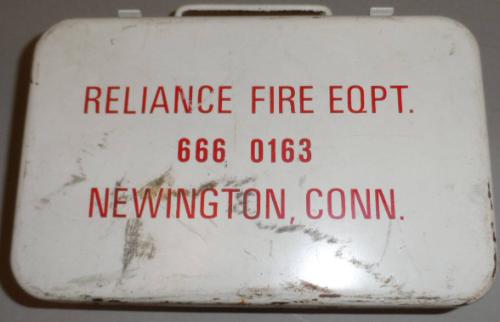 RELIANCE FIRE EQPT.
666 0163
NEWINGTON, CONN.